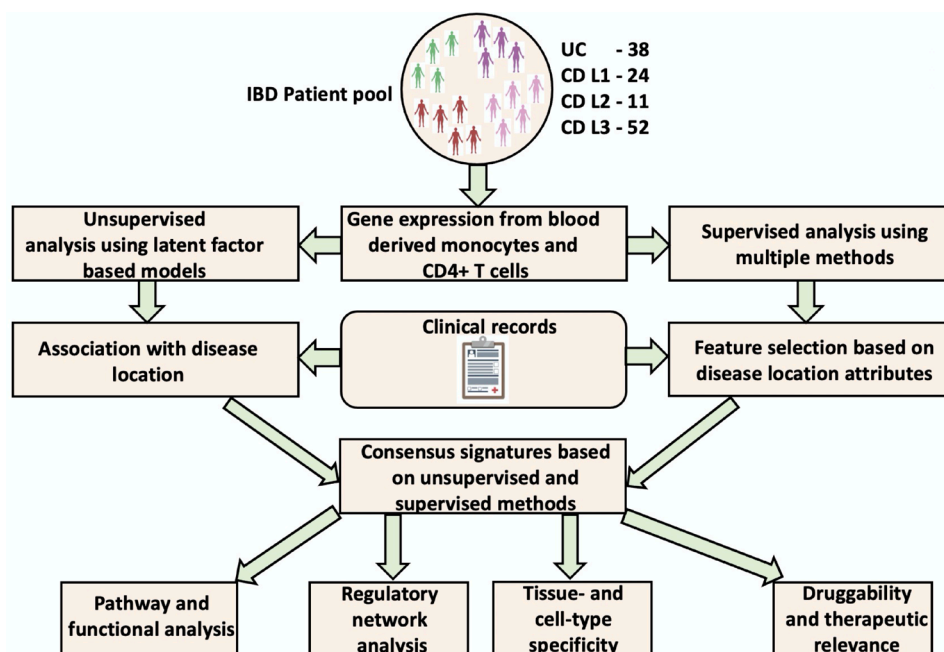 IBD Patient pool
UC - 38
CD L1 - 24
CD L2 - 11
CD L3 - 52
Unsupervised
analysis using latent factor
based models
Gene expression from blood
derived monocytes and
CD4+ T cells
Supervised analysis using
multiple methods
Association with disease
location
Clinical records
Feature selection based on
disease location attributes
Consensus signatures based
on unsupervised and
supervised methods
Pathway and
functional analysis
Regulatory
network
analysis
Tissue- and
cell-type
specificity
Druggability
and therapeutic
relevance